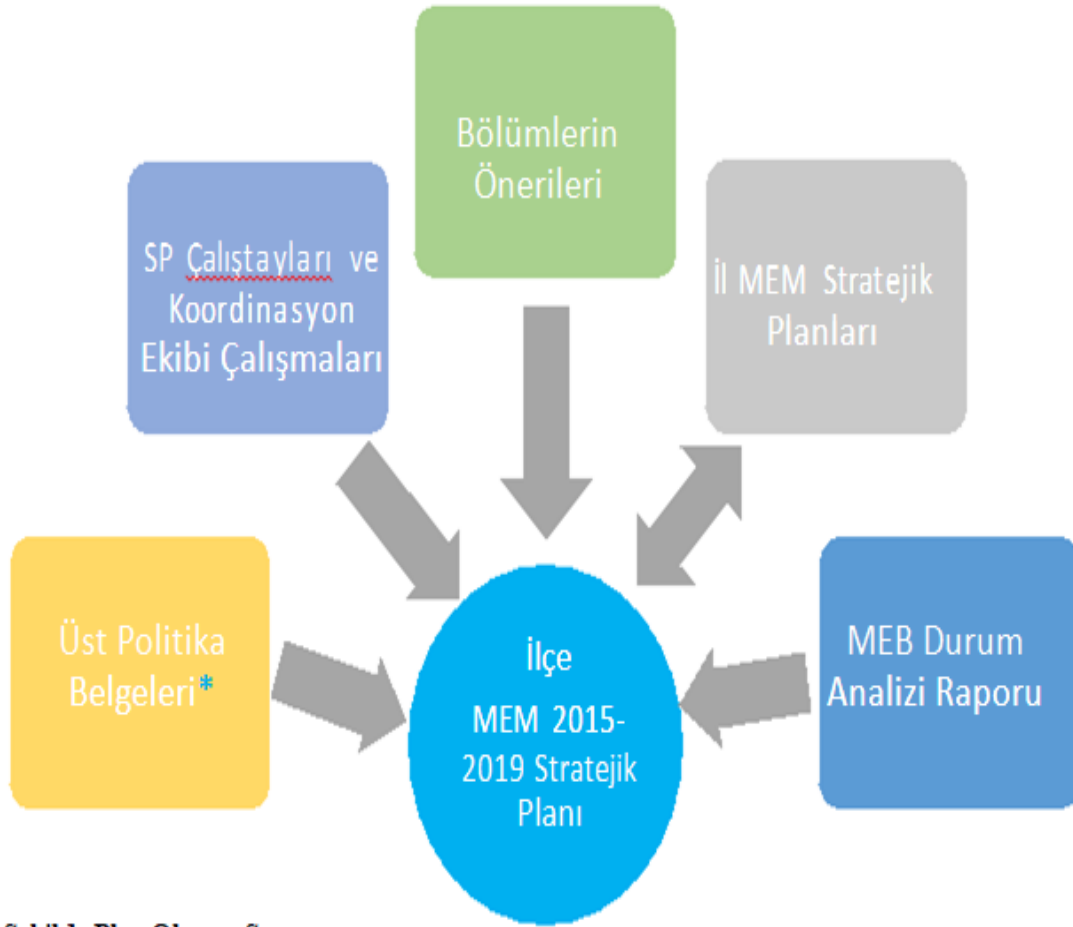 Bölümlerin
Önerileri
SP Çalıştayları ve
Koordinasyon
Ekibi Çalışmaları
İl MEM Stratejik
Planları
Üst Politika
Belgeleri*
İlçe
MEM 2015-
2019 Stratejik
Planı
MEB Durum
Analizi Raporu